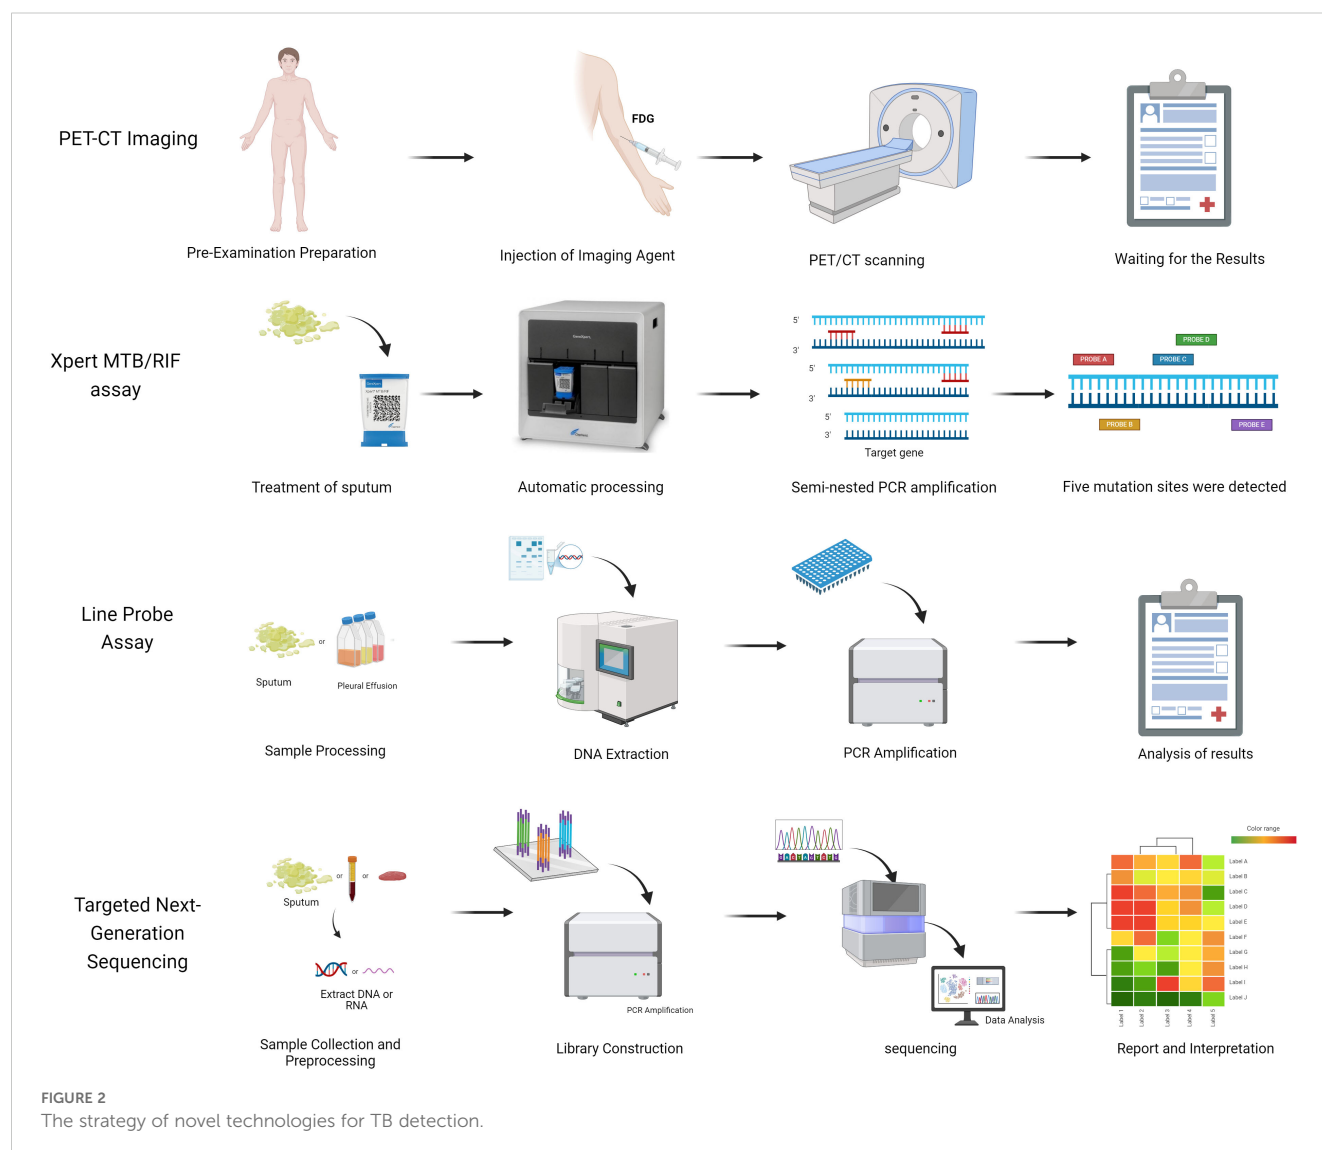 PET-CT Imaging
FDG
Pre-Examination Preparation
Injection of Imaging Agent
PET/CT scanning
Waiting for the Results
Xpert MTB/RIF
assay
5'
3'
5'
3'
5'
3'
Target gene
PROBE A
PROBE C
PROBE D
PROBE B
PROBE E
Treatment of sputum
Automatic processing
Semi-nested PCR amplification
Five mutation sites were detected
Line Probe
Assay
or
Sputum
Pleural Effusion
Sample Processing
DNA Extraction
PCR Amplification
Analysis of results
Targeted Next-
Generation
Sequencing
or
or
Sputum
or
Extract DNA or
RNA
Sample Collection and
Preprocessing
PCR Amplification
Library Construction
Data Analysis
sequencing
Color range
Label A
Label B
Label C
Label D
Label E
Label F
Label G
Label H
Label I
Label J
Label 1
Label 2
Label 3
Label 4
Label 5
Report and Interpretation
FIGURE 2
The strategy of novel technologies for TB detection.